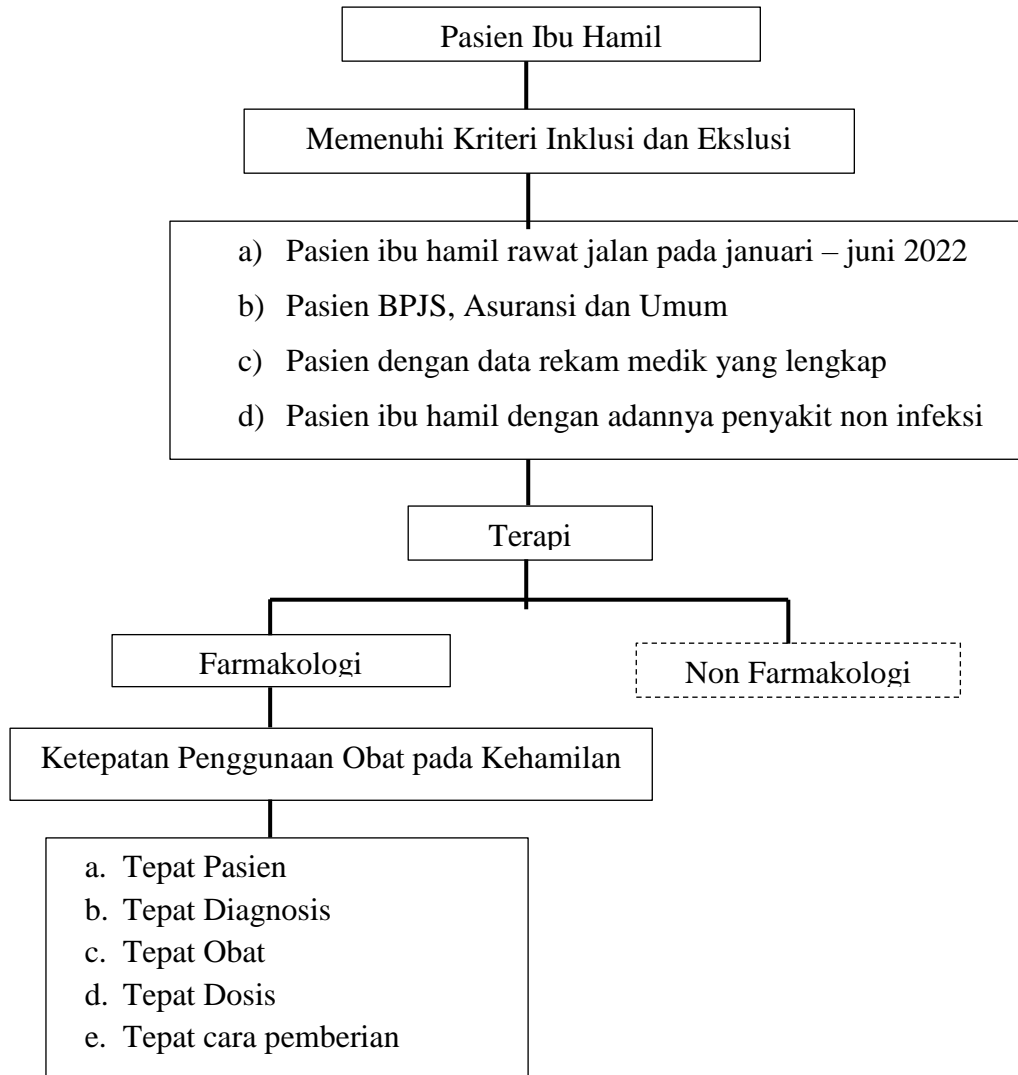 Pasien Ibu Hamil
Memenuhi Kriteri Inklusi dan Ekslusi
a) Pasien ibu hamil rawat jalan pada januari – juni 2022
b) Pasien BPJS, Asuransi dan Umum
c) Pasien dengan data rekam medik yang lengkap
d) Pasien ibu hamil dengan adannya penyakit non infeksi
Terapi
Farmakologi
Non Farmakologi
Ketepatan Penggunaan Obat pada Kehamilan
a. Tepat Pasien
b. Tepat Diagnosis
c. Tepat Obat
d. Tepat Dosis
e. Tepat cara pemberian